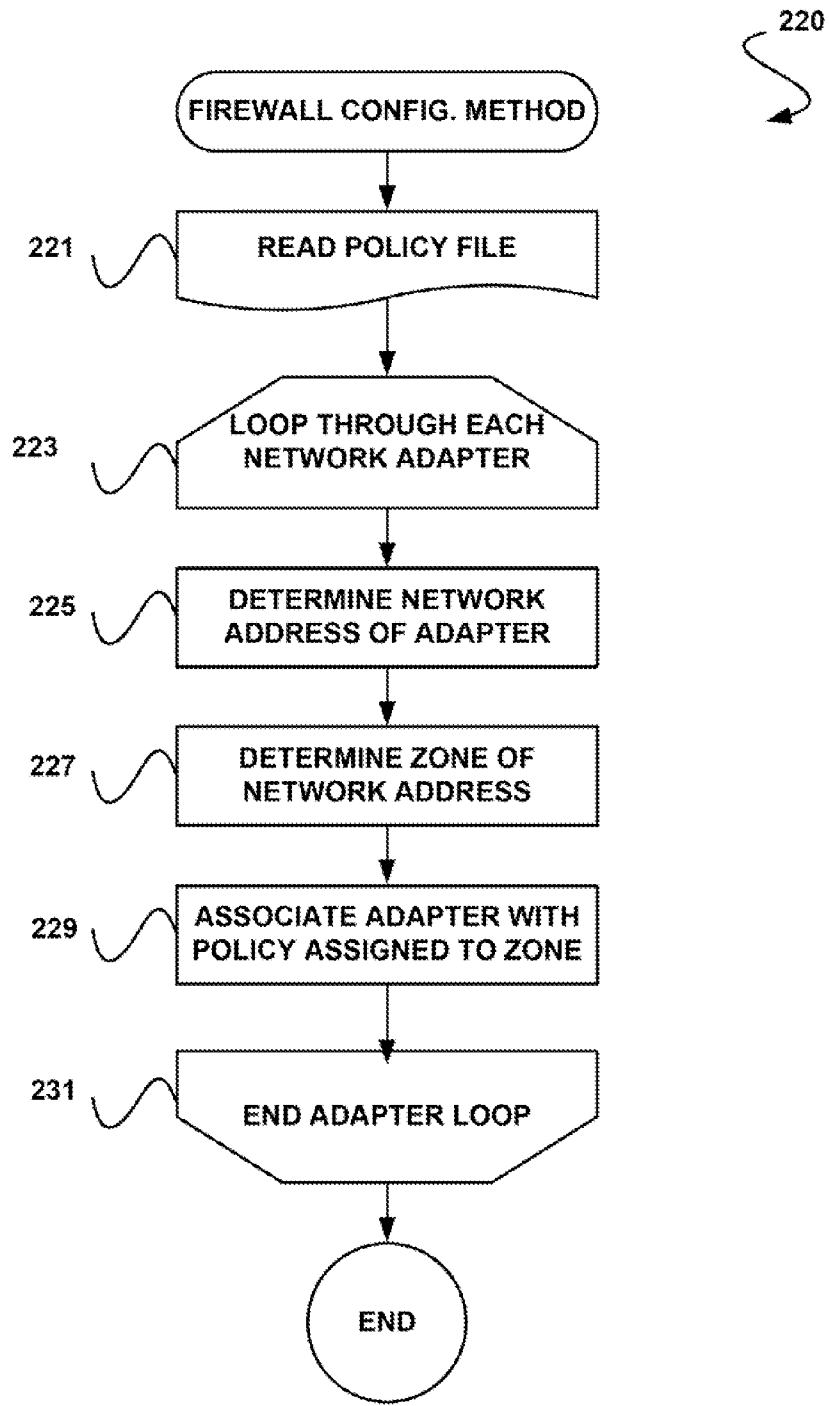 220
FIREWALL CONFIG. METHOD
221
READ POLICY FILE
223
LOOP THROUGH EACH
NETWORK ADAPTER
225
DETERMINE NETWORK
ADDRESS OF ADAPTER
227
DETERMINE ZONE OF
NETWORK ADDRESS
229
ASSOCIATE ADAPTER WITH
POLICY ASSIGNED TO ZONE
231
END ADAPTER LOOP
END